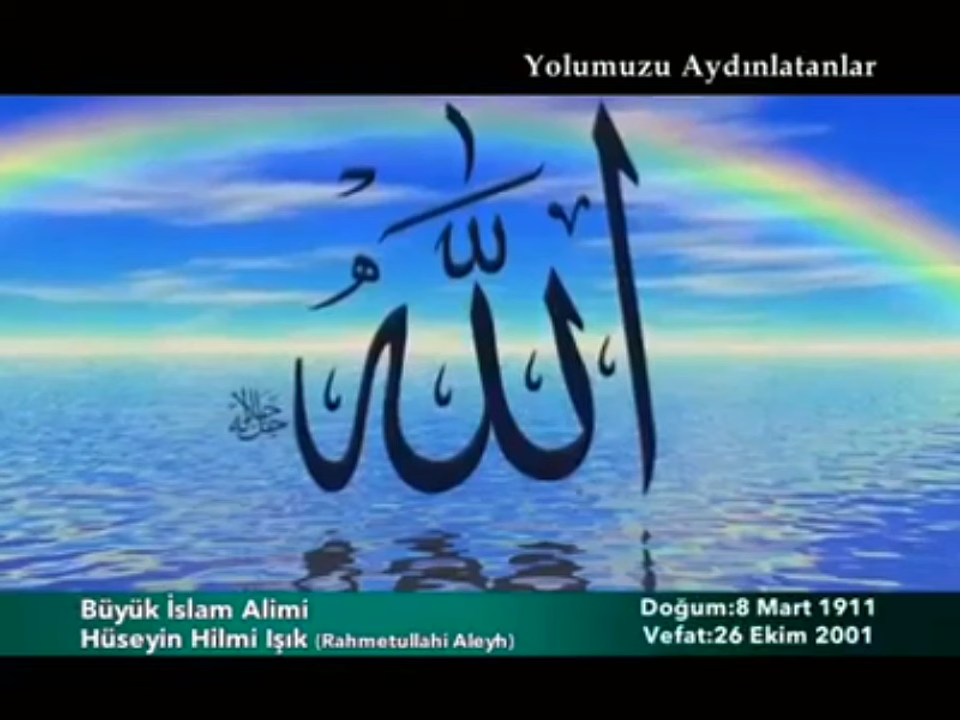 Yolumuzu Aydınlatanlar
الله
جل جلاله
Büyük İslam Alimi
Hüseyin Hilmi Işık (Rahmetullahi Aleyh)
Doğum:8 Mart 1911
Vefat:26 Ekim 2001